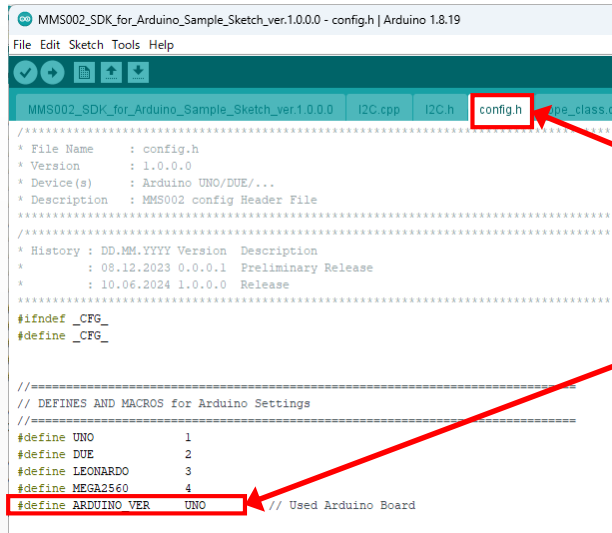 MMS002_SDK_for_Arduino_Sample_Sketch_ver.1.0.0.0 - config.h | Arduino 1.8.19
File Edit Sketch Tools Help
MMS002_SDK_for_Arduino_Sample_Sketch_ver.1.0.0.0 I2C.cpp I2C.h config.h ope_class.c
/***********************************************************************************
* File Name : config.h
* Version : 1.0.0.0
* Device(s) : Arduino UNO/DUE/...
* Description : MMS002 config Header File
************************************************************************************
/***********************************************************************************
* History : DD.MM.YYYY Version Description
* : 08.12.2023 0.0.0.1 Preliminary Release
* : 10.06.2024 1.0.0.0 Release
************************************************************************************
#ifndef _CFG_
#define _CFG_
//=============================================================================
// DEFINES AND MACROS for Arduino Settings
//=============================================================================
#define UNO 1
#define DUE 2
#define LEONARDO 3
#define MEGA2560 4
#define ARDUINO_VER UNO // Used Arduino Board